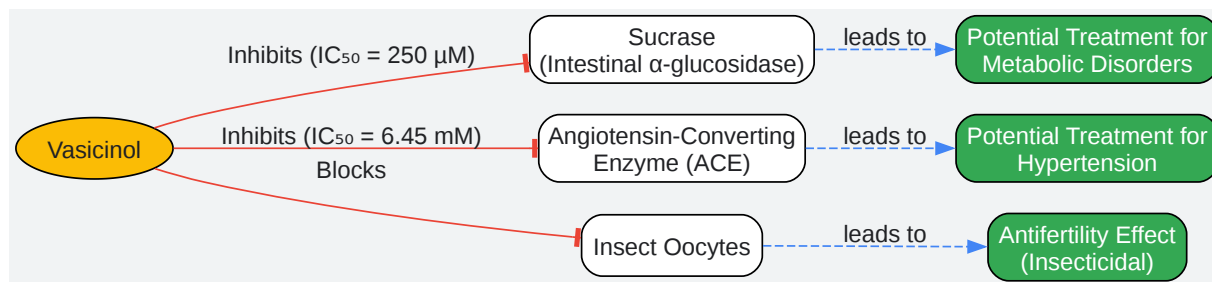 Vasicinol
Inhibits (IC₅₀ = 250 µM)
Sucrase
(Intestinal α-glucosidase)
leads to
Potential Treatment for
Metabolic Disorders
Inhibits (IC₅₀ = 6.45 mM)
Angiotensin-Converting
Enzyme (ACE)
leads to
Potential Treatment for
Hypertension
Blocks
Insect Oocytes
leads to
Antifertility Effect
(Insecticidal)